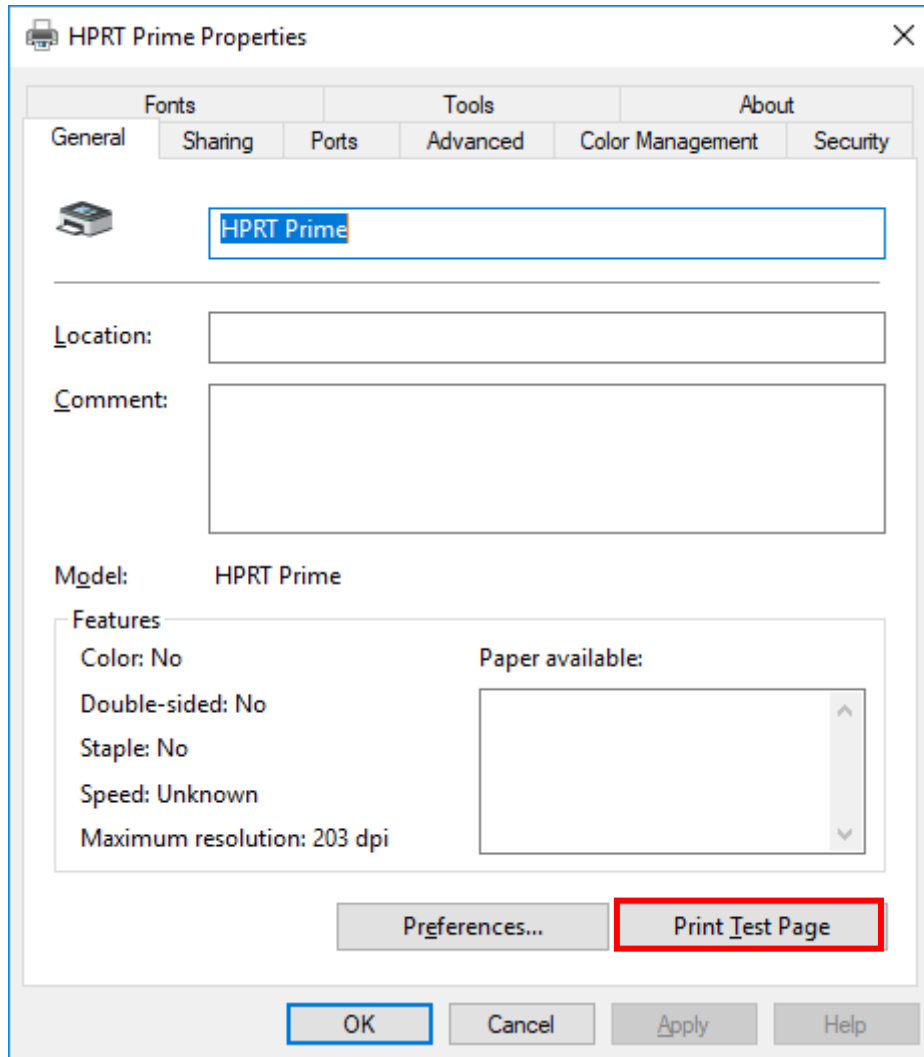 HPRT Prime Properties
Fonts Tools About
General Sharing Ports Advanced Color Management Security
HPRT Prime
Location:
Comment:
Model: HPRT Prime
Features
Color: No Paper available:
Double-sided: No
Staple: No
Speed: Unknown
Maximum resolution: 203 dpi
Preferences... Print Test Page
OK Cancel Apply Help